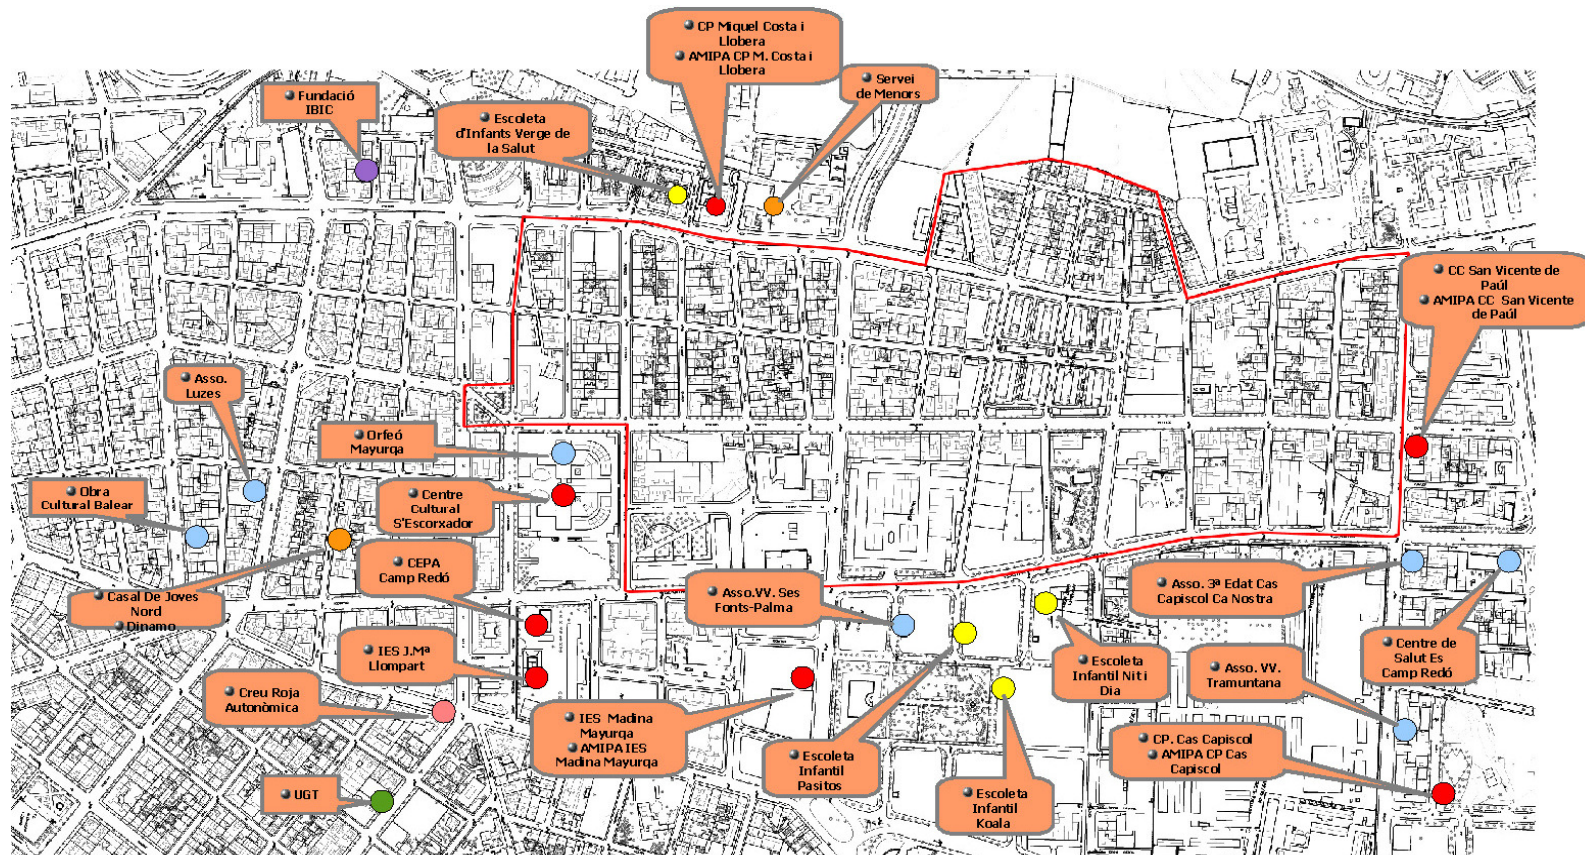 CP Miquel Costa i
Llobera
AMIPA CP M. Costa i
Llobera
Servei
de Menors
Fundació
IBIC
Escoleta
d'Infants Verge de
la Salut
CC San Vicente de
Paúl
AMIPA CC San Vicente
de Paúl
Asso.
Luzes
Orfeó
Mayurqa
Obra
Cultural Balear
Centre
Cultural
S'Escorxador
CEPA
Camp Redó
Casal De Joves
Nord
Dinamo
Asso.VV. Ses
Fonts-Palma
Asso. 3ª Edat Cas
Capiscol Ca Nostra
IES J.Mª
Llompart
Escoleta
Infantil Nit i
Dia
Asso. VV.
Tramuntana
Centre de
Salut Es
Camp Redó
Creu Roja
Autonòmica
IES Madina
Mayurqa
AMIPA IES
Madina Mayurqa
Escoleta
Infantil
Pasitos
CP. Cas Capiscol
AMIPA CP Cas
Capiscol
UGT
Escoleta
Infantil
Koala